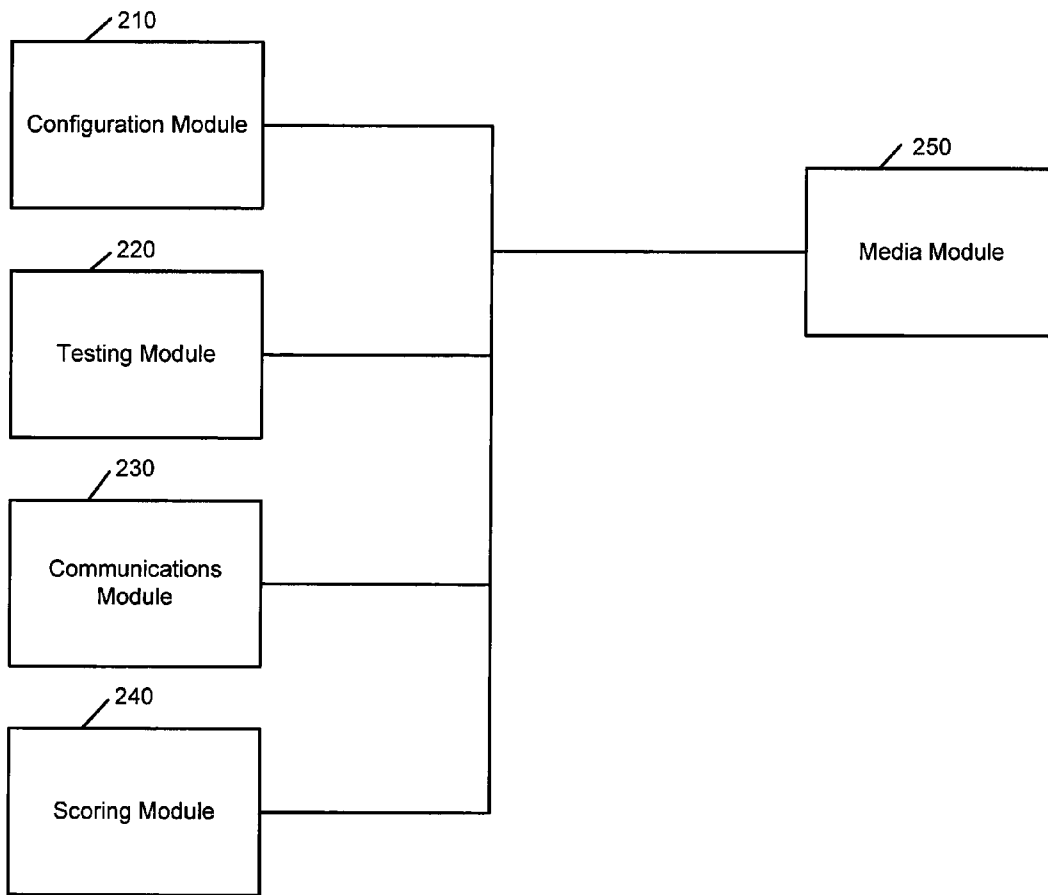 210
Configuration Module
220
Testing Module
230
Communications
Module
240
Scoring Module
250
Media Module